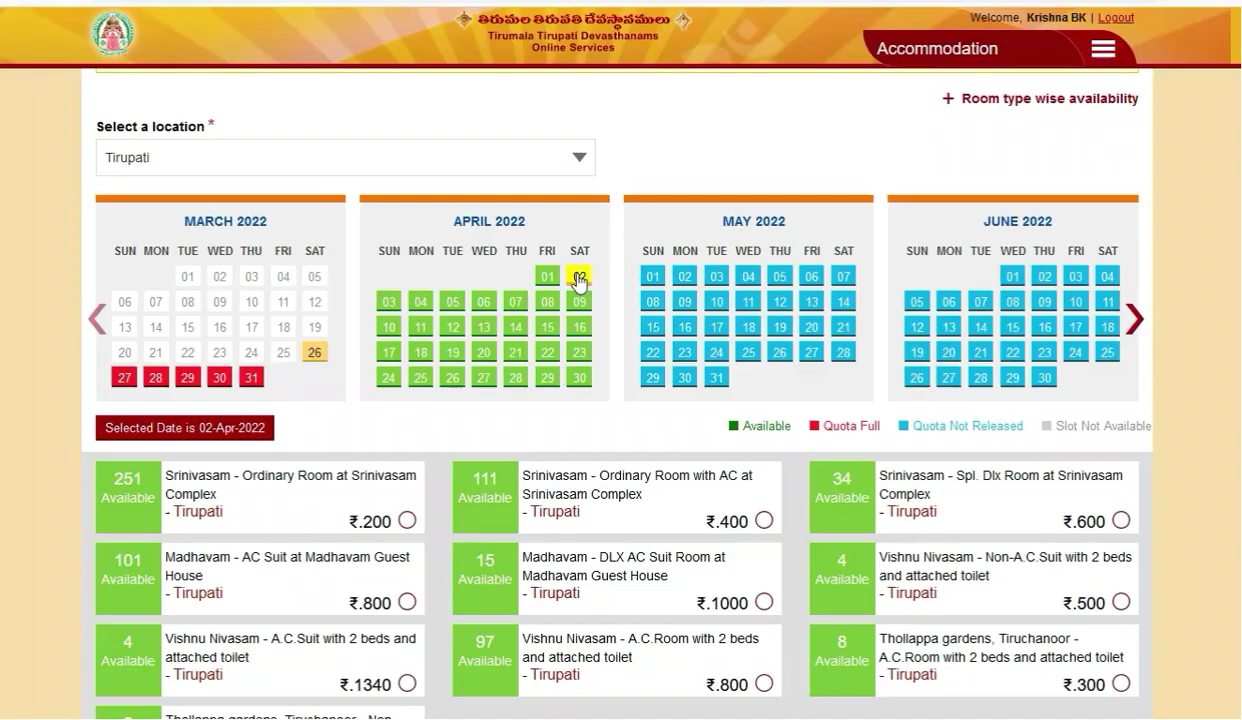 తిరుమల తిరుపతి దేవస్థానములు
Tirumala Tirupati Devasthanams
Online Services
Welcome, Krishna BK | Logout
Accommodation
+ Room type wise availability
Select a location *
Tirupati
MARCH 2022
SUN MON TUE WED THU FRI SAT
01 02 03 04 05
06 07 08 09 10 11 12
13 14 15 16 17 18 19
20 21 22 23 24 25 26
27 28 29 30 31
APRIL 2022
SUN MON TUE WED THU FRI SAT
01 02
03 04 05 06 07 08 09
10 11 12 13 14 15 16
17 18 19 20 21 22 23
24 25 26 27 28 29 30
MAY 2022
SUN MON TUE WED THU FRI SAT
01 02 03 04 05 06 07
08 09 10 11 12 13 14
15 16 17 18 19 20 21
22 23 24 25 26 27 28
29 30 31
JUNE 2022
SUN MON TUE WED THU FRI SAT
01 02 03 04
05 06 07 08 09 10 11
12 13 14 15 16 17 18
19 20 21 22 23 24 25
26 27 28 29 30
Selected Date is 02-Apr-2022
Available Quota Full Quota Not Released Slot Not Available
251
Available
Srinivasam - Ordinary Room at Srinivasam
Complex
- Tirupati
₹.200
111
Available
Srinivasam - Ordinary Room with AC at
Srinivasam Complex
- Tirupati
₹.400
34
Available
Srinivasam - Spl. Dlx Room at Srinivasam
Complex
- Tirupati
₹.600
101
Available
Madhavam - AC Suit at Madhavam Guest
House
- Tirupati
₹.800
15
Available
Madhavam - DLX AC Suit Room at
Madhavam Guest House
- Tirupati
₹.1000
4
Available
Vishnu Nivasam - Non-A.C.Suit with 2 beds
and attached toilet
- Tirupati
₹.500
4
Available
Vishnu Nivasam - A.C.Suit with 2 beds and
attached toilet
- Tirupati
₹.1340
97
Available
Vishnu Nivasam - A.C.Room with 2 beds
and attached toilet
- Tirupati
₹.800
8
Available
Thollappa gardens, Tiruchanoor -
A.C.Room with 2 beds and attached toilet
- Tirupati
₹.300
Thollappa gardens, Tiruchanoor - Non